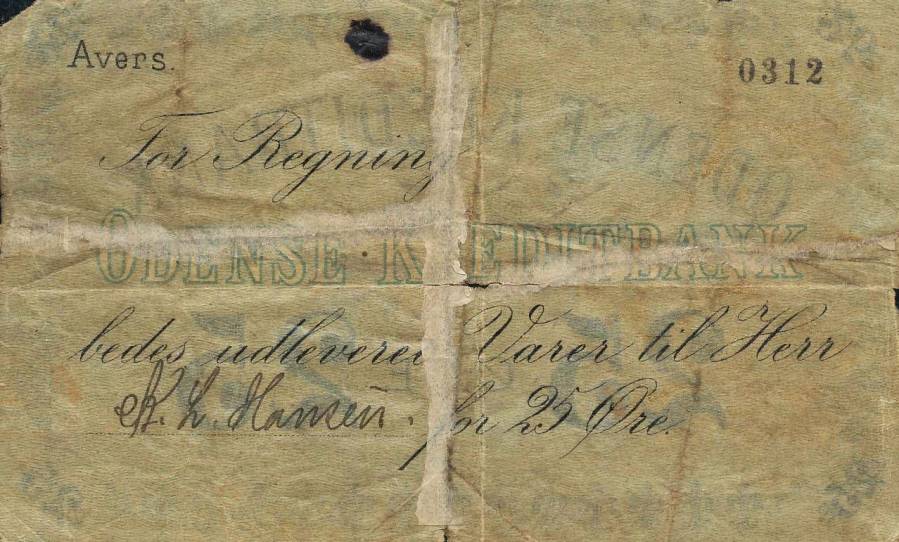 Avers.
0312
For Regning
ODENSE KREDITBANK
bedes udleveret Varer til Herr
L. Hansen. for 25 Øre.